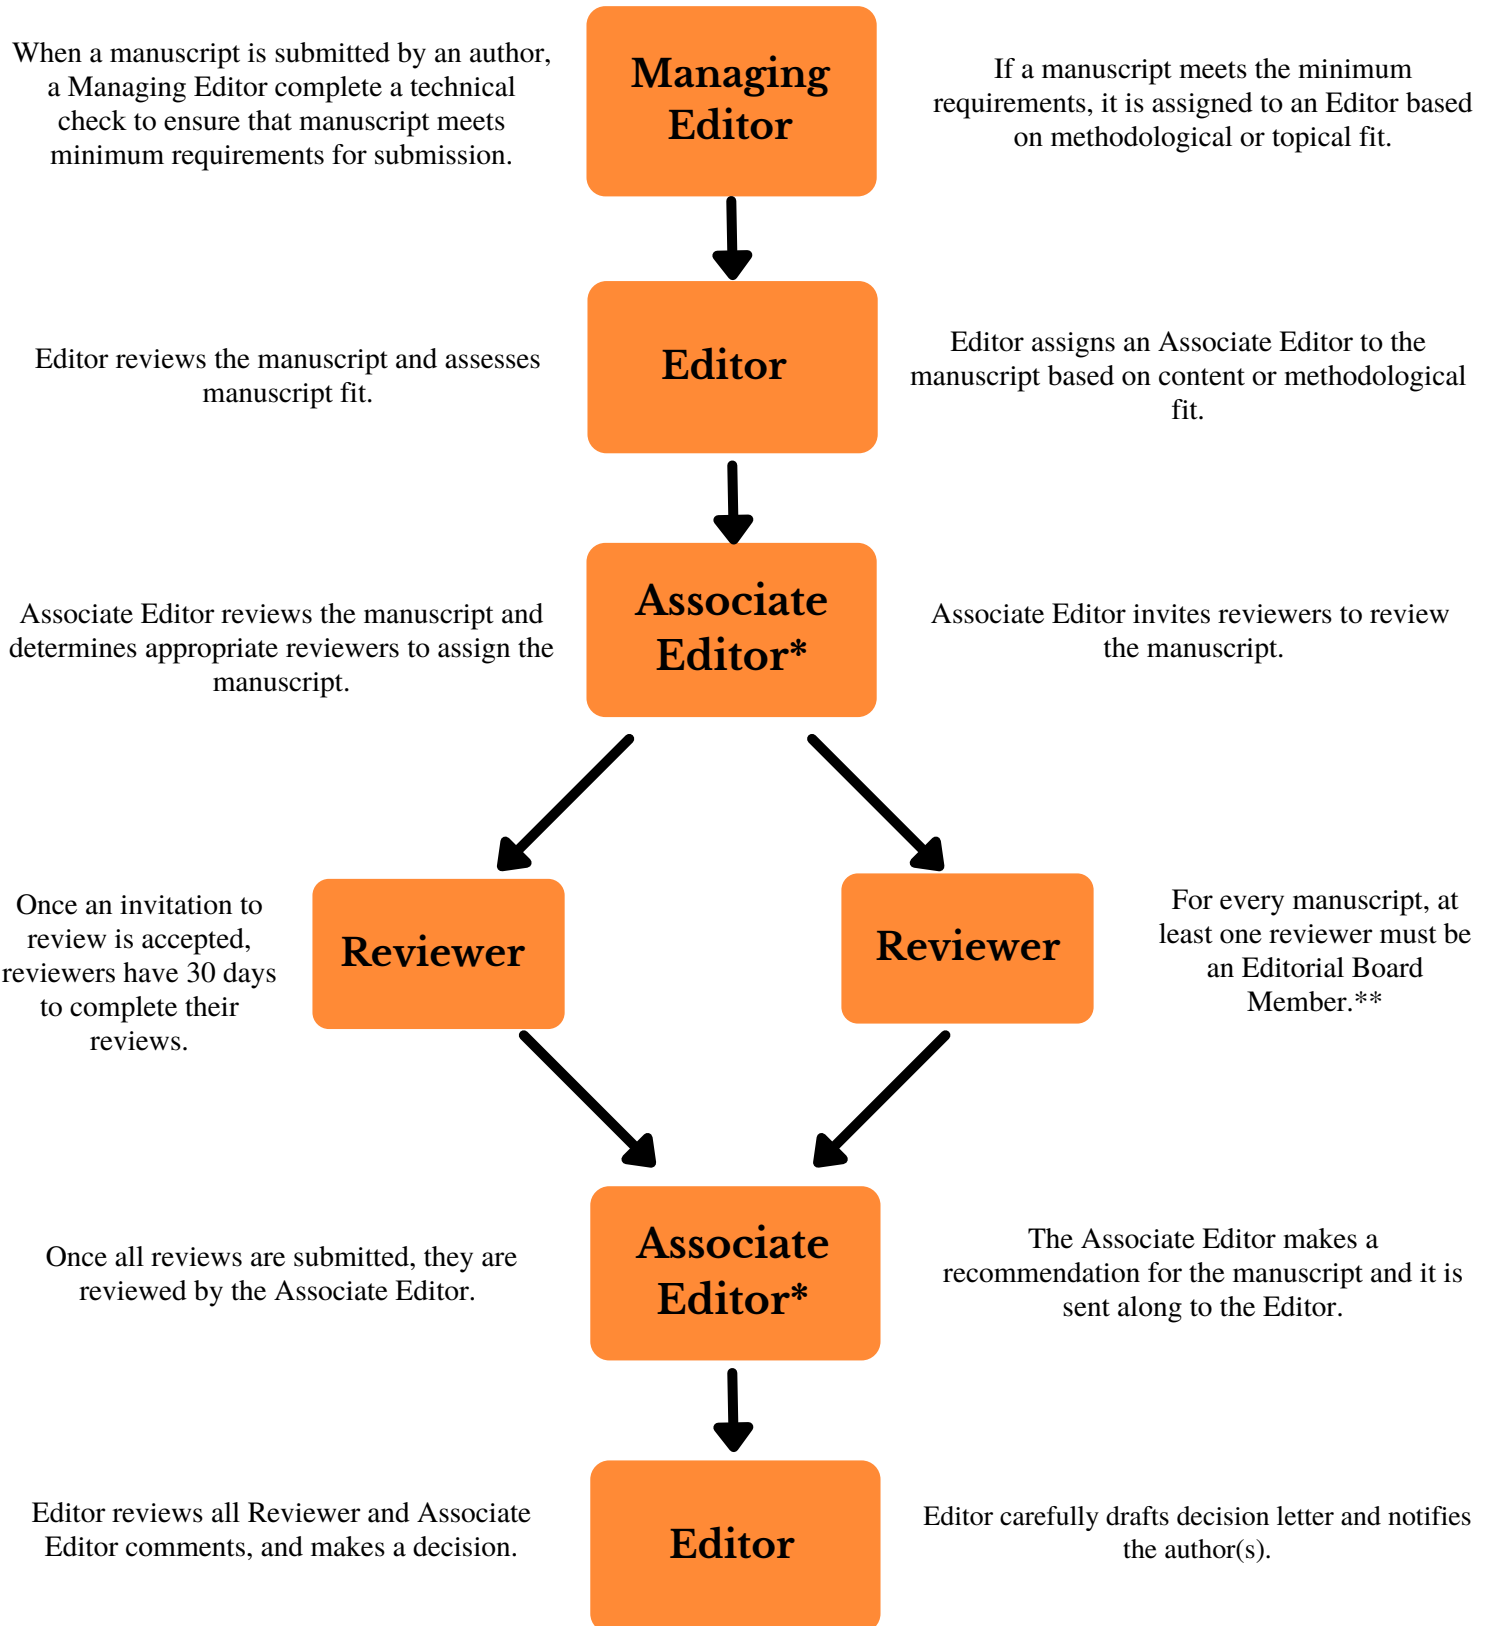 When a manuscript is submitted by an author,
a Managing Editor complete a technical
check to ensure that manuscript meets
minimum requirements for submission.
Managing
Editor
If a manuscript meets the minimum
requirements, it is assigned to an Editor based
on methodological or topical fit.
Editor reviews the manuscript and assesses
manuscript fit.
Editor
Editor assigns an Associate Editor to the
manuscript based on content or methodological
fit.
Associate Editor reviews the manuscript and
determines appropriate reviewers to assign the
manuscript.
Associate
Editor*
Associate Editor invites reviewers to review
the manuscript.
Once an invitation to
review is accepted,
reviewers have 30 days
to complete their
reviews.
Reviewer
Reviewer
For every manuscript, at
least one reviewer must be
an Editorial Board
Member.**
Once all reviews are submitted, they are
reviewed by the Associate Editor.
Associate
Editor*
The Associate Editor makes a
recommendation for the manuscript and it is
sent along to the Editor.
Editor reviews all Reviewer and Associate
Editor comments, and makes a decision.
Editor
Editor carefully drafts decision letter and notifies
the author(s).